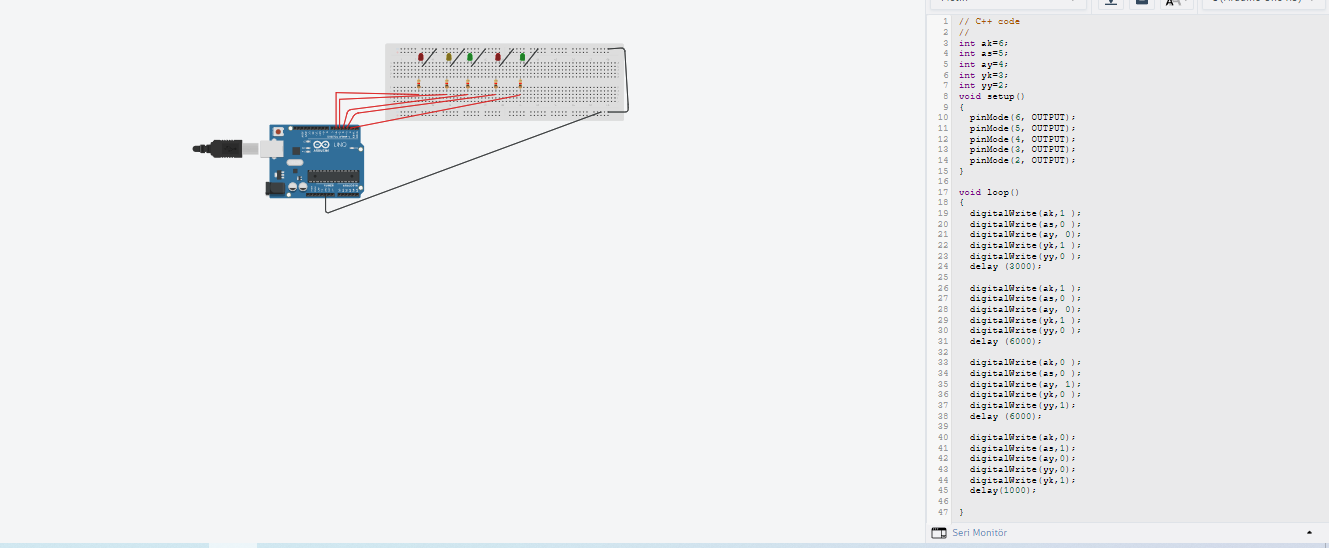 1 // C++ code
2 //
3 int ak=6;
4 int as=5;
5 int ay=4;
6 int yk=3;
7 int yy=2;
8 void setup()
9 {
10 pinMode(6, OUTPUT);
11 pinMode(5, OUTPUT);
12 pinMode(4, OUTPUT);
13 pinMode(3, OUTPUT);
14 pinMode(2, OUTPUT);
15 }
16
17 void loop()
18 {
19 digitalWrite(ak,1 );
20 digitalWrite(as,0 );
21 digitalWrite(ay, 0);
22 digitalWrite(yk,1 );
23 digitalWrite(yy,0 );
24 delay (3000);
25
26 digitalWrite(ak,1 );
27 digitalWrite(as,0 );
28 digitalWrite(ay, 0);
29 digitalWrite(yk,1 );
30 digitalWrite(yy,0 );
31 delay (6000);
32
33 digitalWrite(ak,0 );
34 digitalWrite(as,0 );
35 digitalWrite(ay, 1);
36 digitalWrite(yk,0 );
37 digitalWrite(yy,1);
38 delay (6000);
39
40 digitalWrite(ak,0);
41 digitalWrite(as,1);
42 digitalWrite(ay,0);
43 digitalWrite(yy,0);
44 digitalWrite(yk,1);
45 delay(1000);
46
47 }
Seri Monitör
UNO
ARDUINO